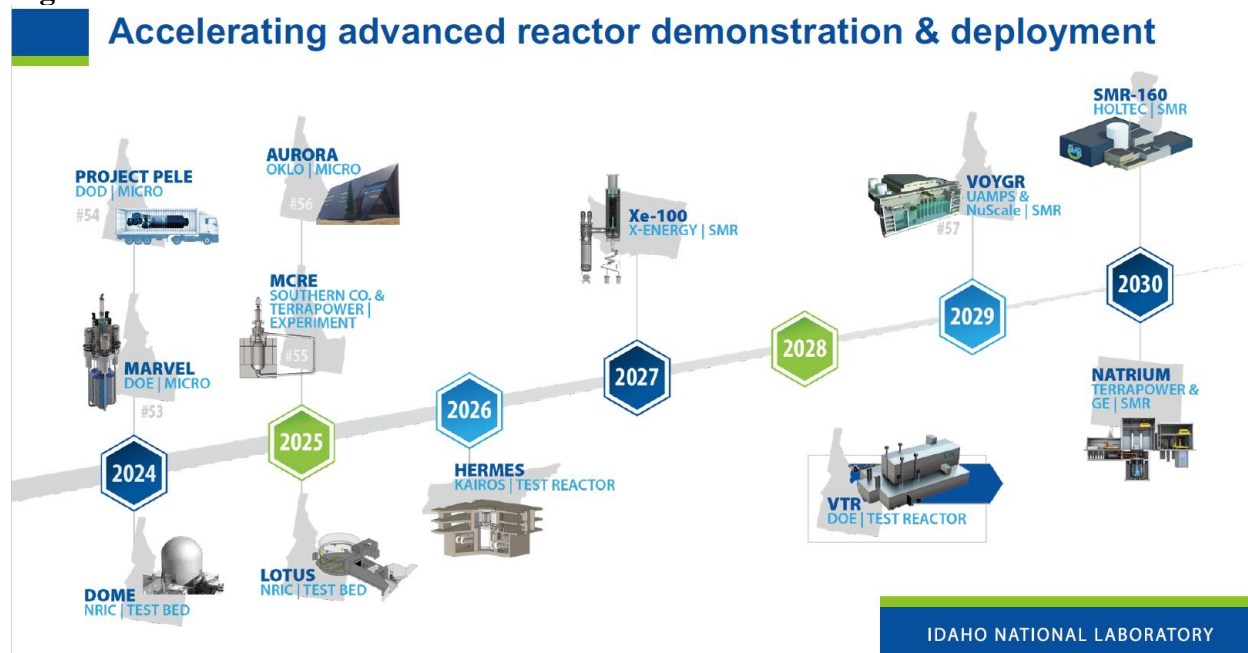 Accelerating advanced reactor demonstration & deployment
PROJECT PELE
DOD | MICRO
#54
MARVEL
DOE | MICRO
#53
2024
DOME
NRIC | TEST BED
AURORA
OKLO | MICRO
#56
MCRE
SOUTHERN CO. &
TERRAPOWER |
EXPERIMENT
#55
2025
LOTUS
NRIC | TEST BED
2026
HERMES
KAIROS | TEST REACTOR
Xe-100
X-ENERGY | SMR
2027
2028
VTR
DOE | TEST REACTOR
VOYGR
UAMPS &
NuScale | SMR
#57
2029
SMR-160
HOLTEC | SMR
2030
NATRIUM
TERRAPOWER &
GE | SMR
IDAHO NATIONAL LABORATORY